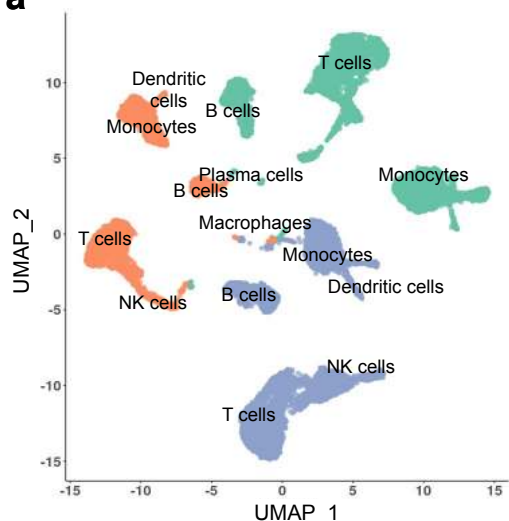 a
T cells
10
Dendritic
cells
B cells
Monocytes
5
Plasma cells
Monocytes
B cells
Macrophages
T cells
0
Monocytes
UMAP_2
Dendritic cells
B cells
NK cells
-5
NK cells
-10
T cells
-15
-15
-10
-5
0
5
10
15
UMAP_1